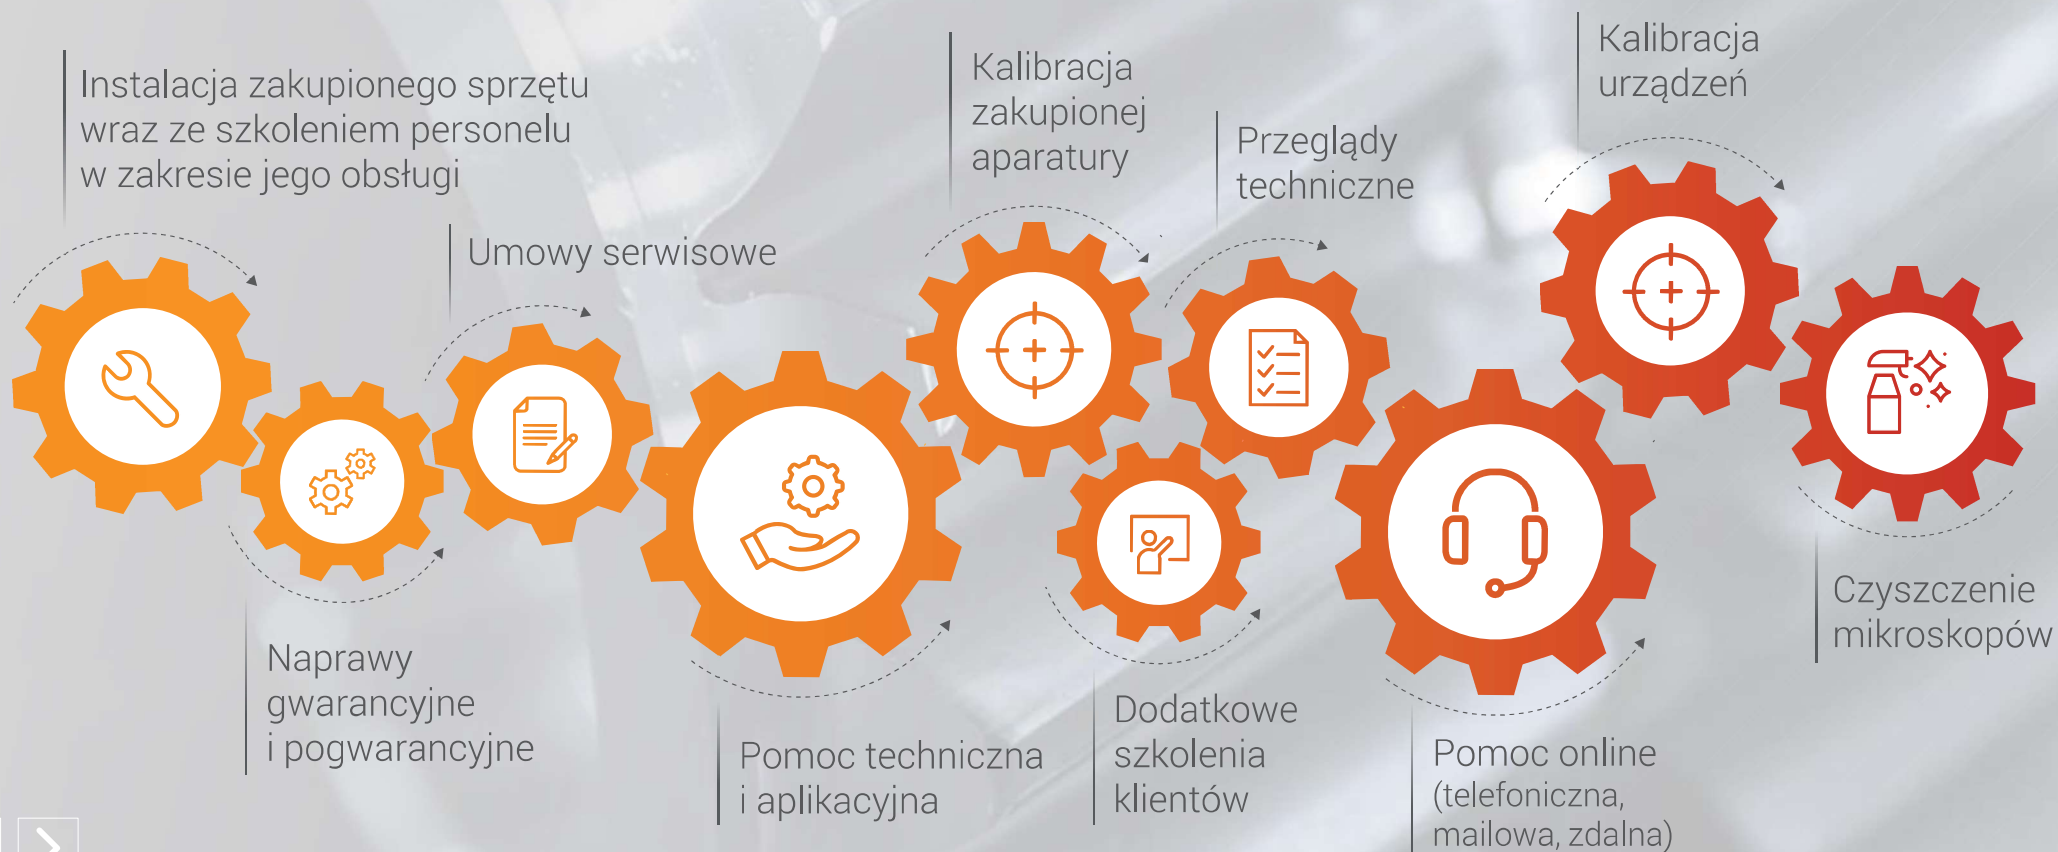 Instalacja zakupionego sprzętu
wraz ze szkoleniem personelu
w zakresie jego obsługi
Naprawy
gwarancyjne
i pogwarancyjne
Umowy serwisowe
Pomoc techniczna
i aplikacyjna
Kalibracja
zakupionej
aparatury
Dodatkowe
szkolenia
klientów
Przeglądy
techniczne
Pomoc online
(telefoniczna,
mailowa, zdalna)
Kalibracja
urządzeń
Czyszczenie
mikroskopów